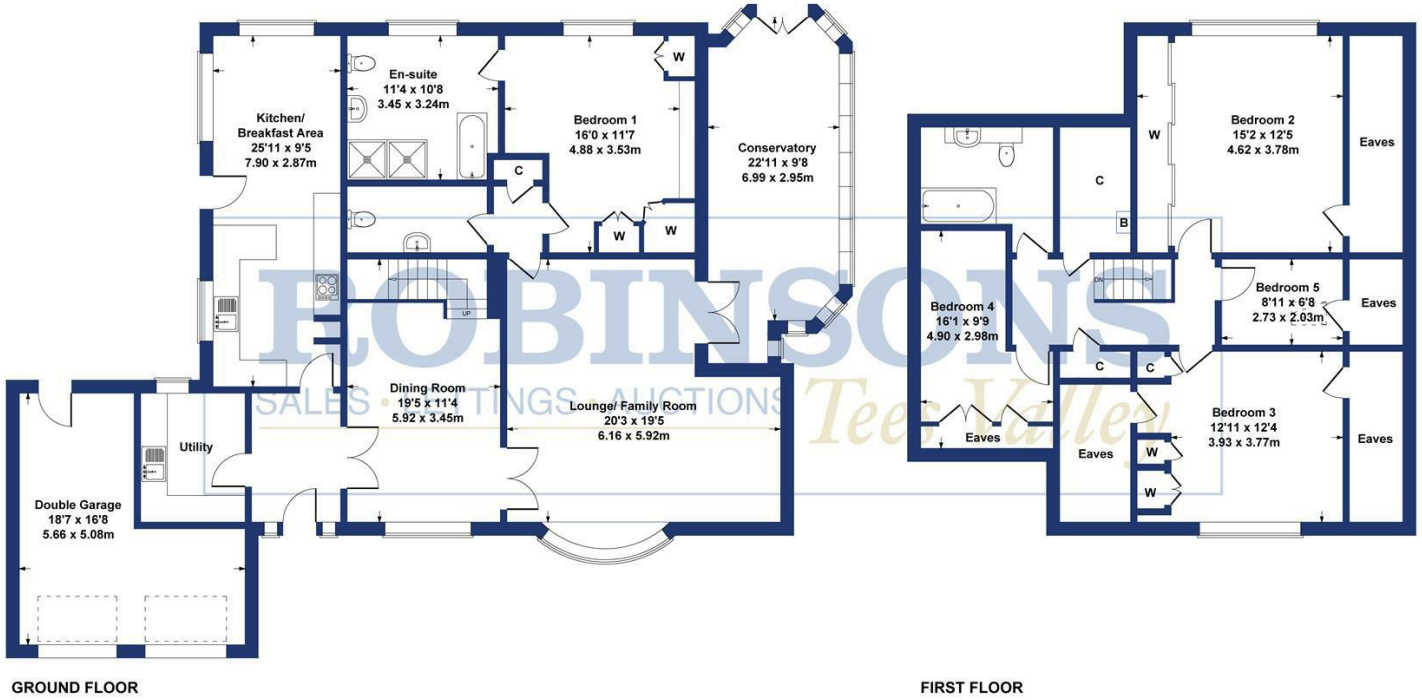 Kitchen/
Breakfast Area
25'11 x 9'5
7.90 x 2.87m
En-suite
11'4 x 10'8
3.45 x 3.24m
Bedroom 1
16'0 x 11'7
4.88 x 3.53m
W
C
W
W
Conservatory
22'11 x 9'8
6.99 x 2.95m
UP
Dining Room
19'5 x 11'4
5.92 x 3.45m
Lounge/ Family Room
20'3 x 19'5
6.16 x 5.92m
Utility
Double Garage
18'7 x 16'8
5.66 x 5.08m
GROUND FLOOR
Bedroom 2
15'2 x 12'5
4.62 x 3.78m
W
Eaves
C
B
DN
Bedroom 4
16'1 x 9'9
4.90 x 2.98m
Bedroom 5
8'11 x 6'8
2.73 x 2.03m
Eaves
C
C
Bedroom 3
12'11 x 12'4
3.93 x 3.77m
Eaves
Eaves
Eaves
W
W
FIRST FLOOR
ROBINSONS
SALES · LETTINGS · AUCTIONS
Tees Valley